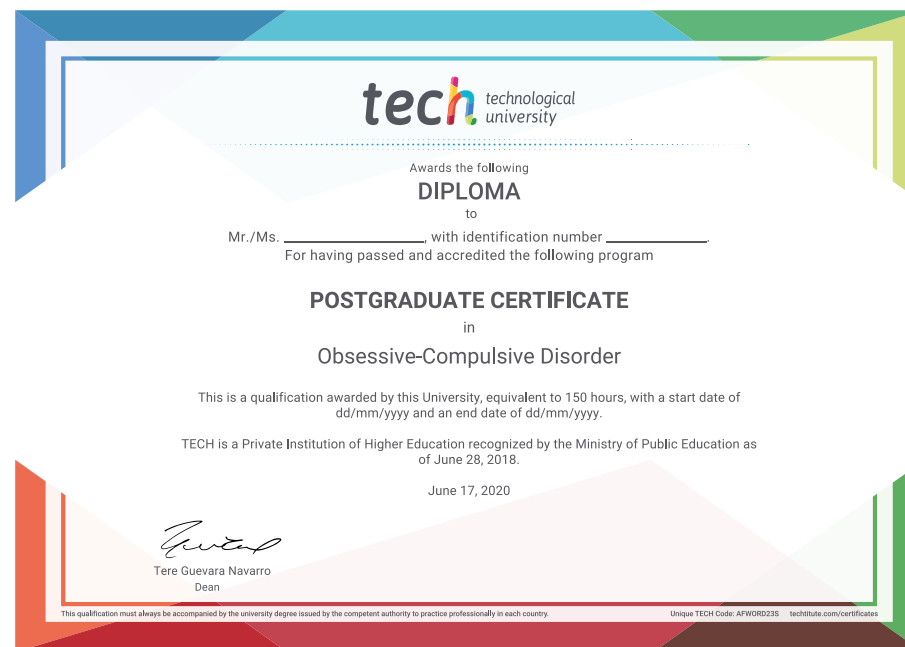 tech technological
university
Awards the following
DIPLOMA
to
Mr./Ms. ____________________, with identification number ______________.
For having passed and accredited the following program
POSTGRADUATE CERTIFICATE
in
Obsessive-Compulsive Disorder
This is a qualification awarded by this University, equivalent to 150 hours, with a start date of
dd/mm/yyyy and an end date of dd/mm/yyyy.
TECH is a Private Institution of Higher Education recognized by the Ministry of Public Education as
of June 28, 2018.
June 17, 2020
Tere Guevara Navarro
Dean
This qualification must always be accompanied by the university degree issued by the competent authority to practice professionally in each country. Unique TECH Code: AFWORD23S techtitute.com/certificates